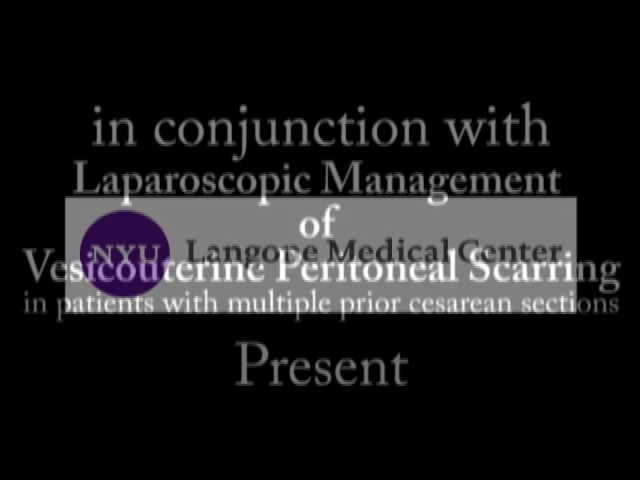 in conjunction with
Laparoscopic Management
of
NYU Langone Medical Center
Vesicouterine Peritoneal Scarring
in patients with multiple prior cesarean sections
Present